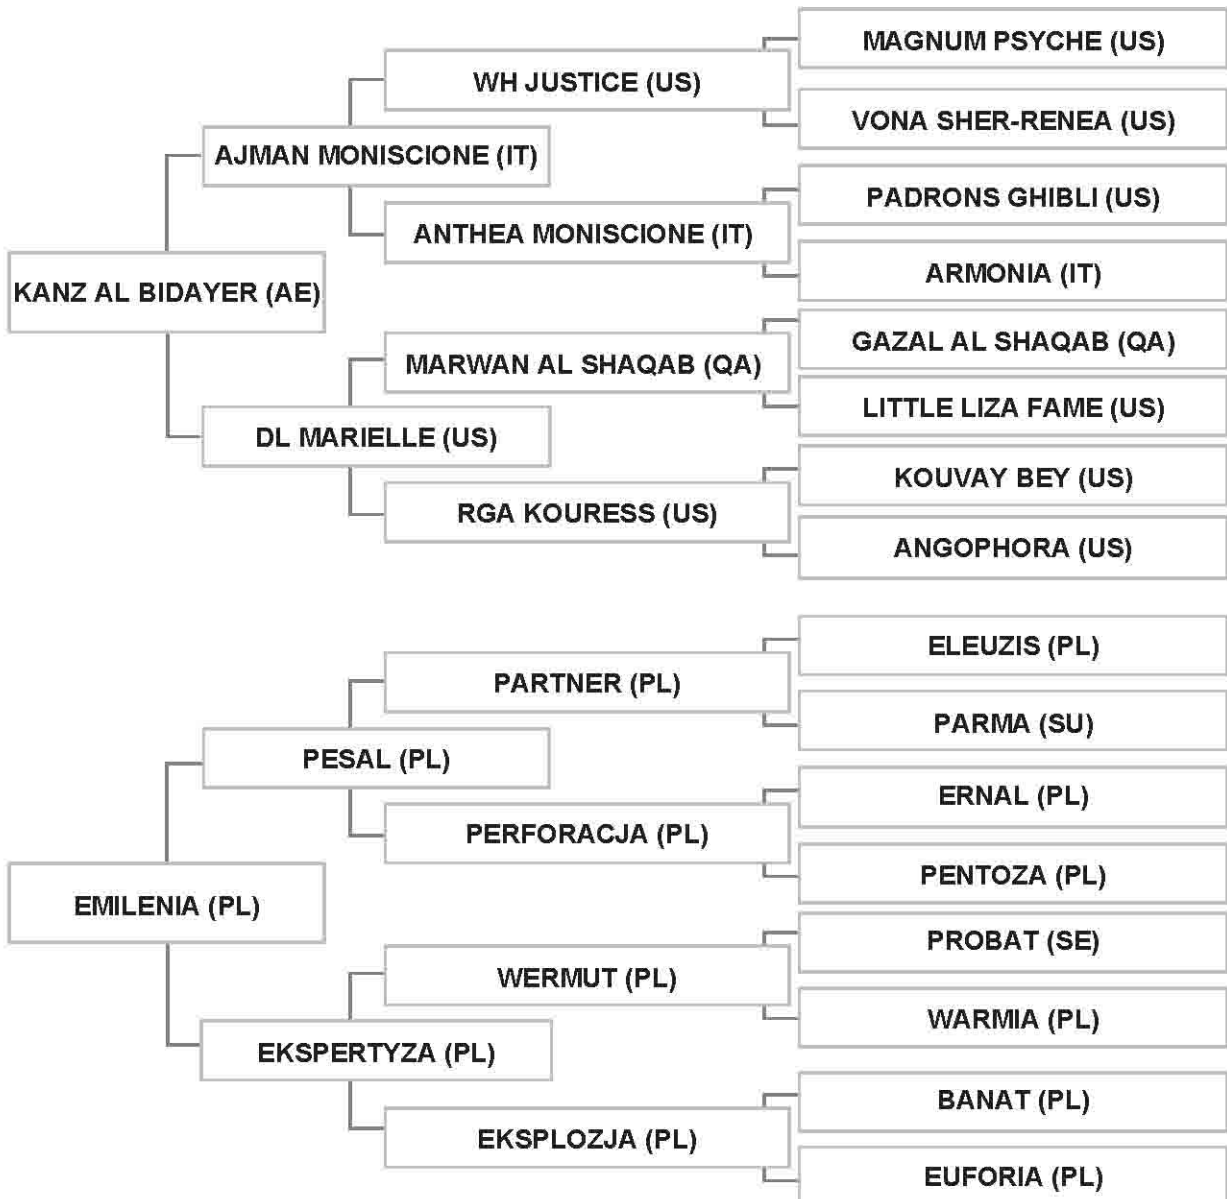 MAGNUM PSYCHE (US)
WH JUSTICE (US)
VONA SHER-RENEA (US)
AJMAN MONISCIONE (IT)
PADRONS GHIBLI (US)
ANTHEA MONISCIONE (IT)
ARMONIA (IT)
KANZ AL BIDAYER (AE)
GAZAL AL SHAQAB (QA)
MARWAN AL SHAQAB (QA)
LITTLE LIZA FAME (US)
DL MARIELLE (US)
KOUVAY BEY (US)
RGA KOURESS (US)
ANGOPHORA (US)
ELEUZIS (PL)
PARTNER (PL)
PARMA (SU)
PESAL (PL)
ERNAL (PL)
PERFORACJA (PL)
PENTOZA (PL)
EMILENIA (PL)
PROBAT (SE)
WERMUT (PL)
WARMIA (PL)
EKSPERTYZA (PL)
BANAT (PL)
EKSPLOZJA (PL)
EUFORIA (PL)